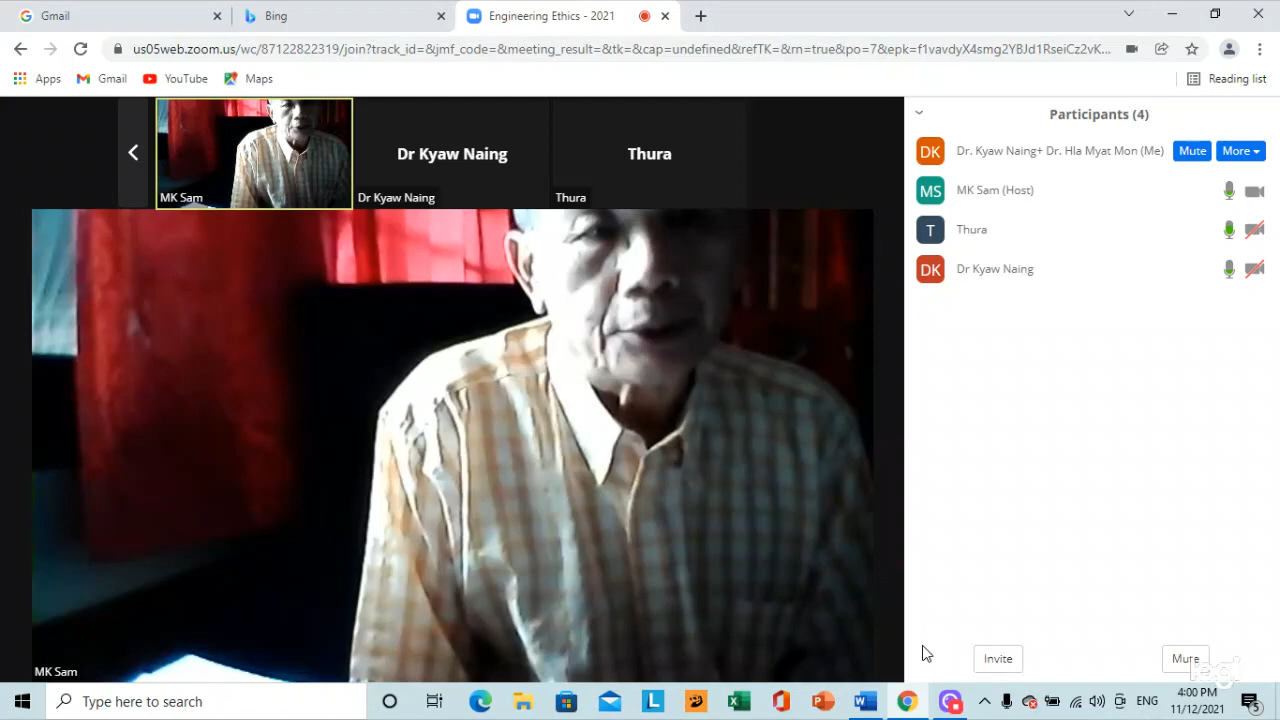 Gmail
Bing
Engineering Ethics - 2021
us05web.zoom.us/wc/87122822319/join?track_id=&jmf_code=&meeting_result=&tk=&cap=undefined&refTK=&rn=true&po=7&epk=f1vavdyX4smg2YBJd1RseiCz2vK...
Apps
Gmail
YouTube
Maps
Reading list
Dr Kyaw Naing
Thura
MK Sam
Dr Kyaw Naing
Thura
MK Sam
Participants (4)
DK
Dr. Kyaw Naing+ Dr. Hla Myat Mon (Me)
Mute
More
MS
MK Sam (Host)
T
Thura
DK
Dr Kyaw Naing
Invite
Mute
Type here to search
ENG
4:00 PM
11/12/2021
5